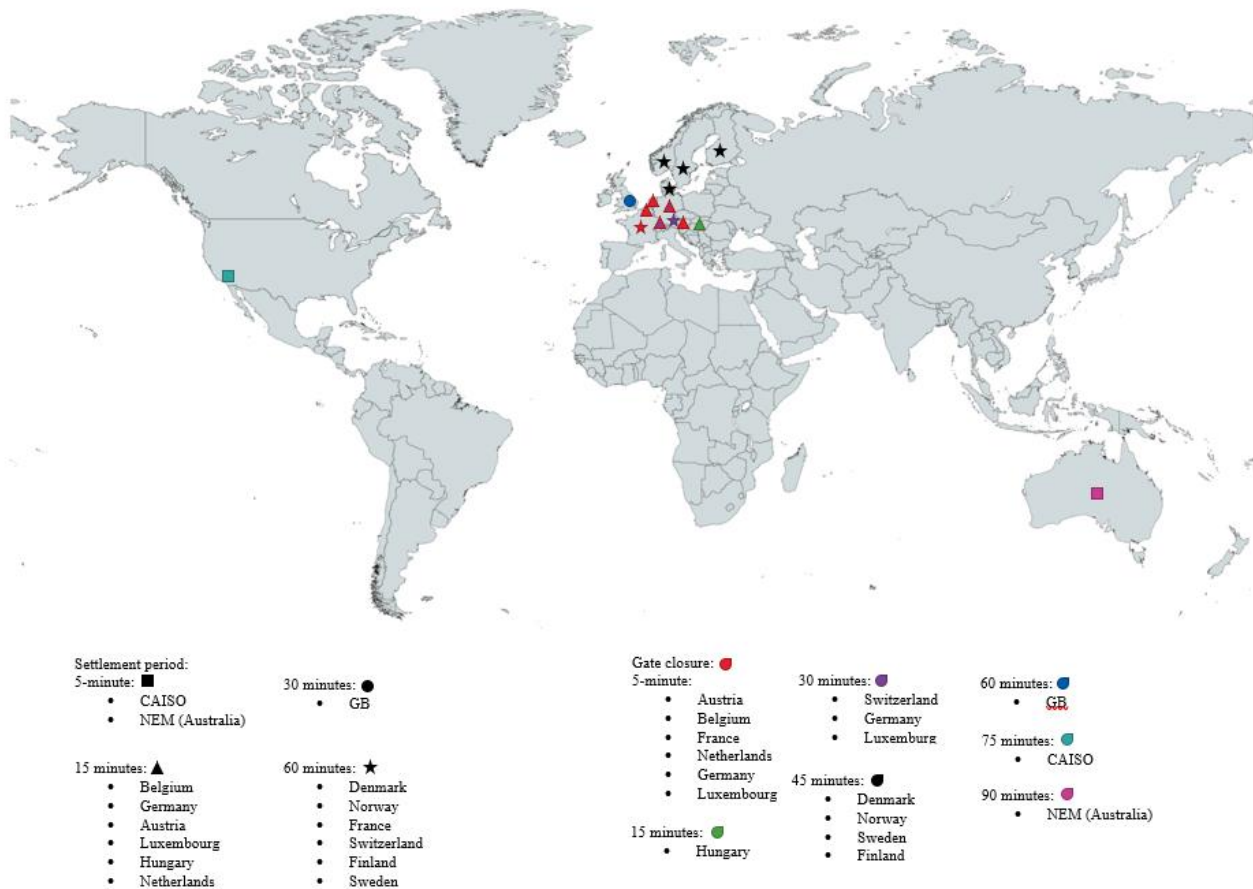 Settlement period:
5-minute:
• CAISO
• NEM (Australia)
30 minutes:
• GB
15 minutes:
• Belgium
• Germany
• Austria
• Luxembourg
• Hungary
• Netherlands
60 minutes:
• Denmark
• Norway
• France
• Switzerland
• Finland
• Sweden
Gate closure:
5-minute:
• Austria
• Belgium
• France
• Netherlands
• Germany
• Luxembourg
15 minutes:
• Hungary
30 minutes:
• Switzerland
• Germany
• Luxemburg
45 minutes:
• Denmark
• Norway
• Sweden
• Finland
60 minutes:
• GB
75 minutes:
• CAISO
90 minutes:
• NEM (Australia)